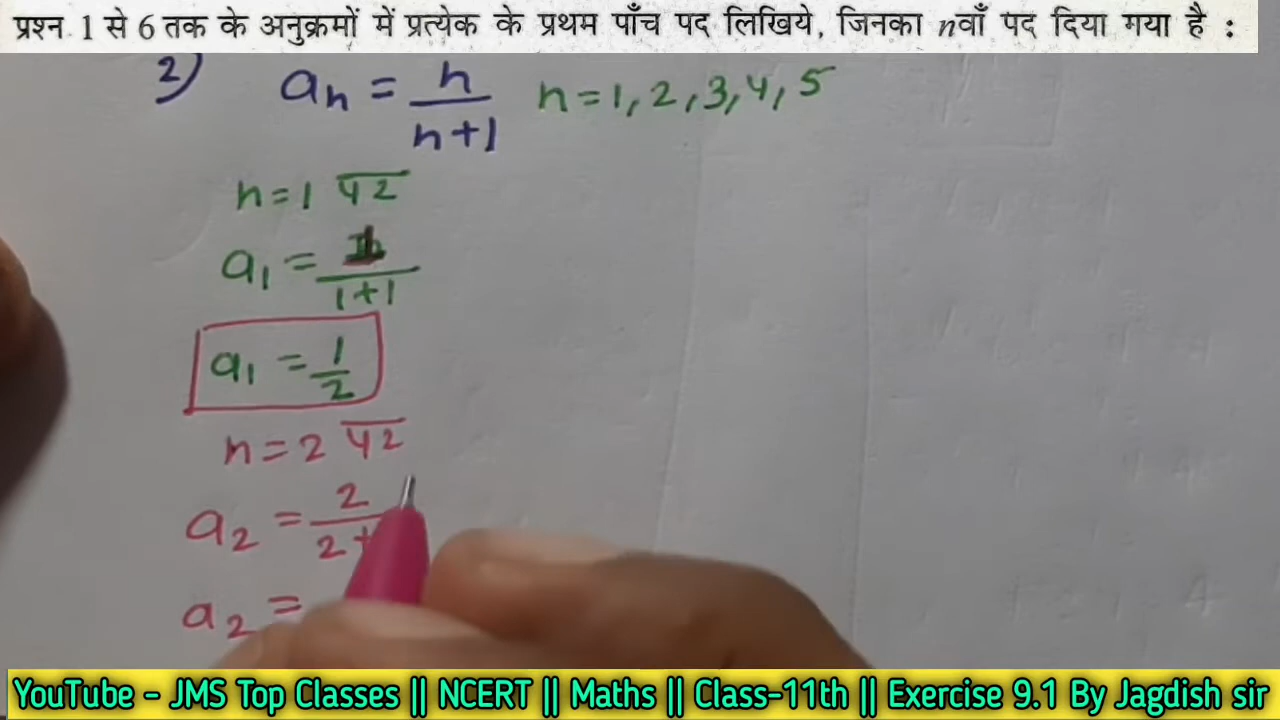 प्रश्न 1 से 6 तक के अनुक्रमों में प्रत्येक के प्रथम पाँच पद लिखिये, जिनका nवाँ पद दिया गया है :
2) aₙ = n/(n+1) n = 1, 2, 3, 4, 5
n = 1 पर
a₁ = 1/(1+1)
a₁ = 1/2
n = 2 पर
a₂ = 2/(2+
a₂ =
YouTube - JMS Top Classes || NCERT || Maths || Class-11th || Exercise 9.1 By Jagdish sir